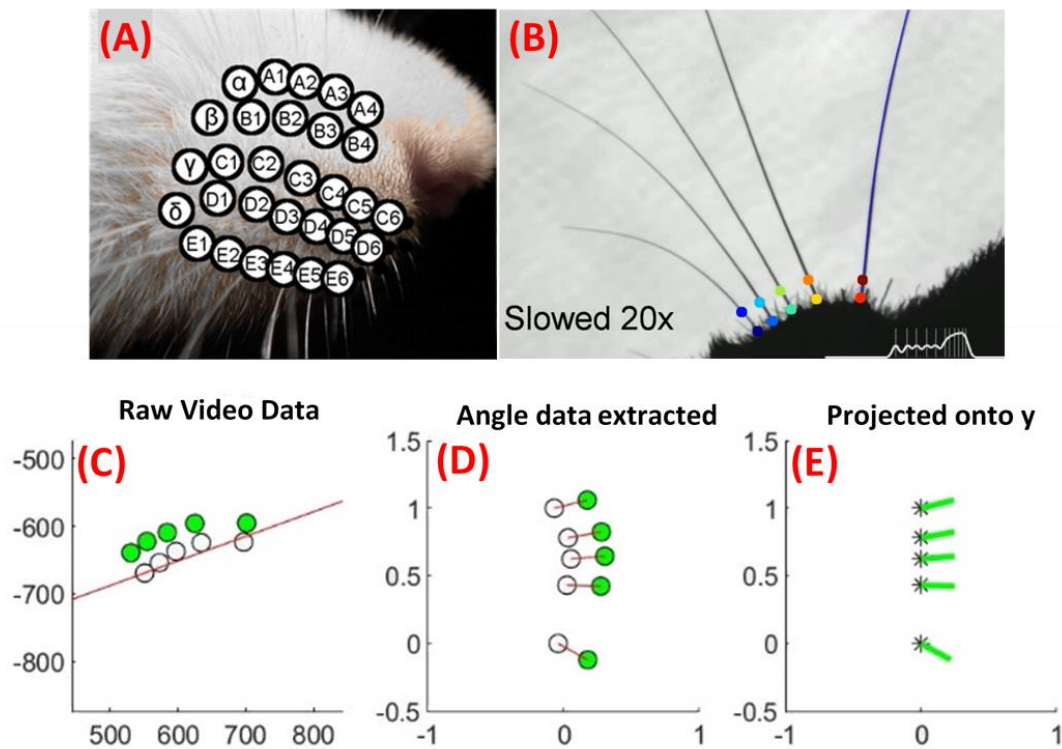 (A)
α A1 A2 A3 A4
β B1 B2 B3 B4
γ C1 C2 C3 C4 C5 C6
δ D1 D2 D3 D4 D5 D6
E1 E2 E3 E4 E5 E6
(B)
Slowed 20x
Raw Video Data
(C)
-500
-600
-700
-800
500 600 700 800
Angle data extracted
(D)
1.5
1
0.5
0
-0.5
-1 0 1
Projected onto y
(E)
1.5
1
0.5
0
-0.5
-1 0 1